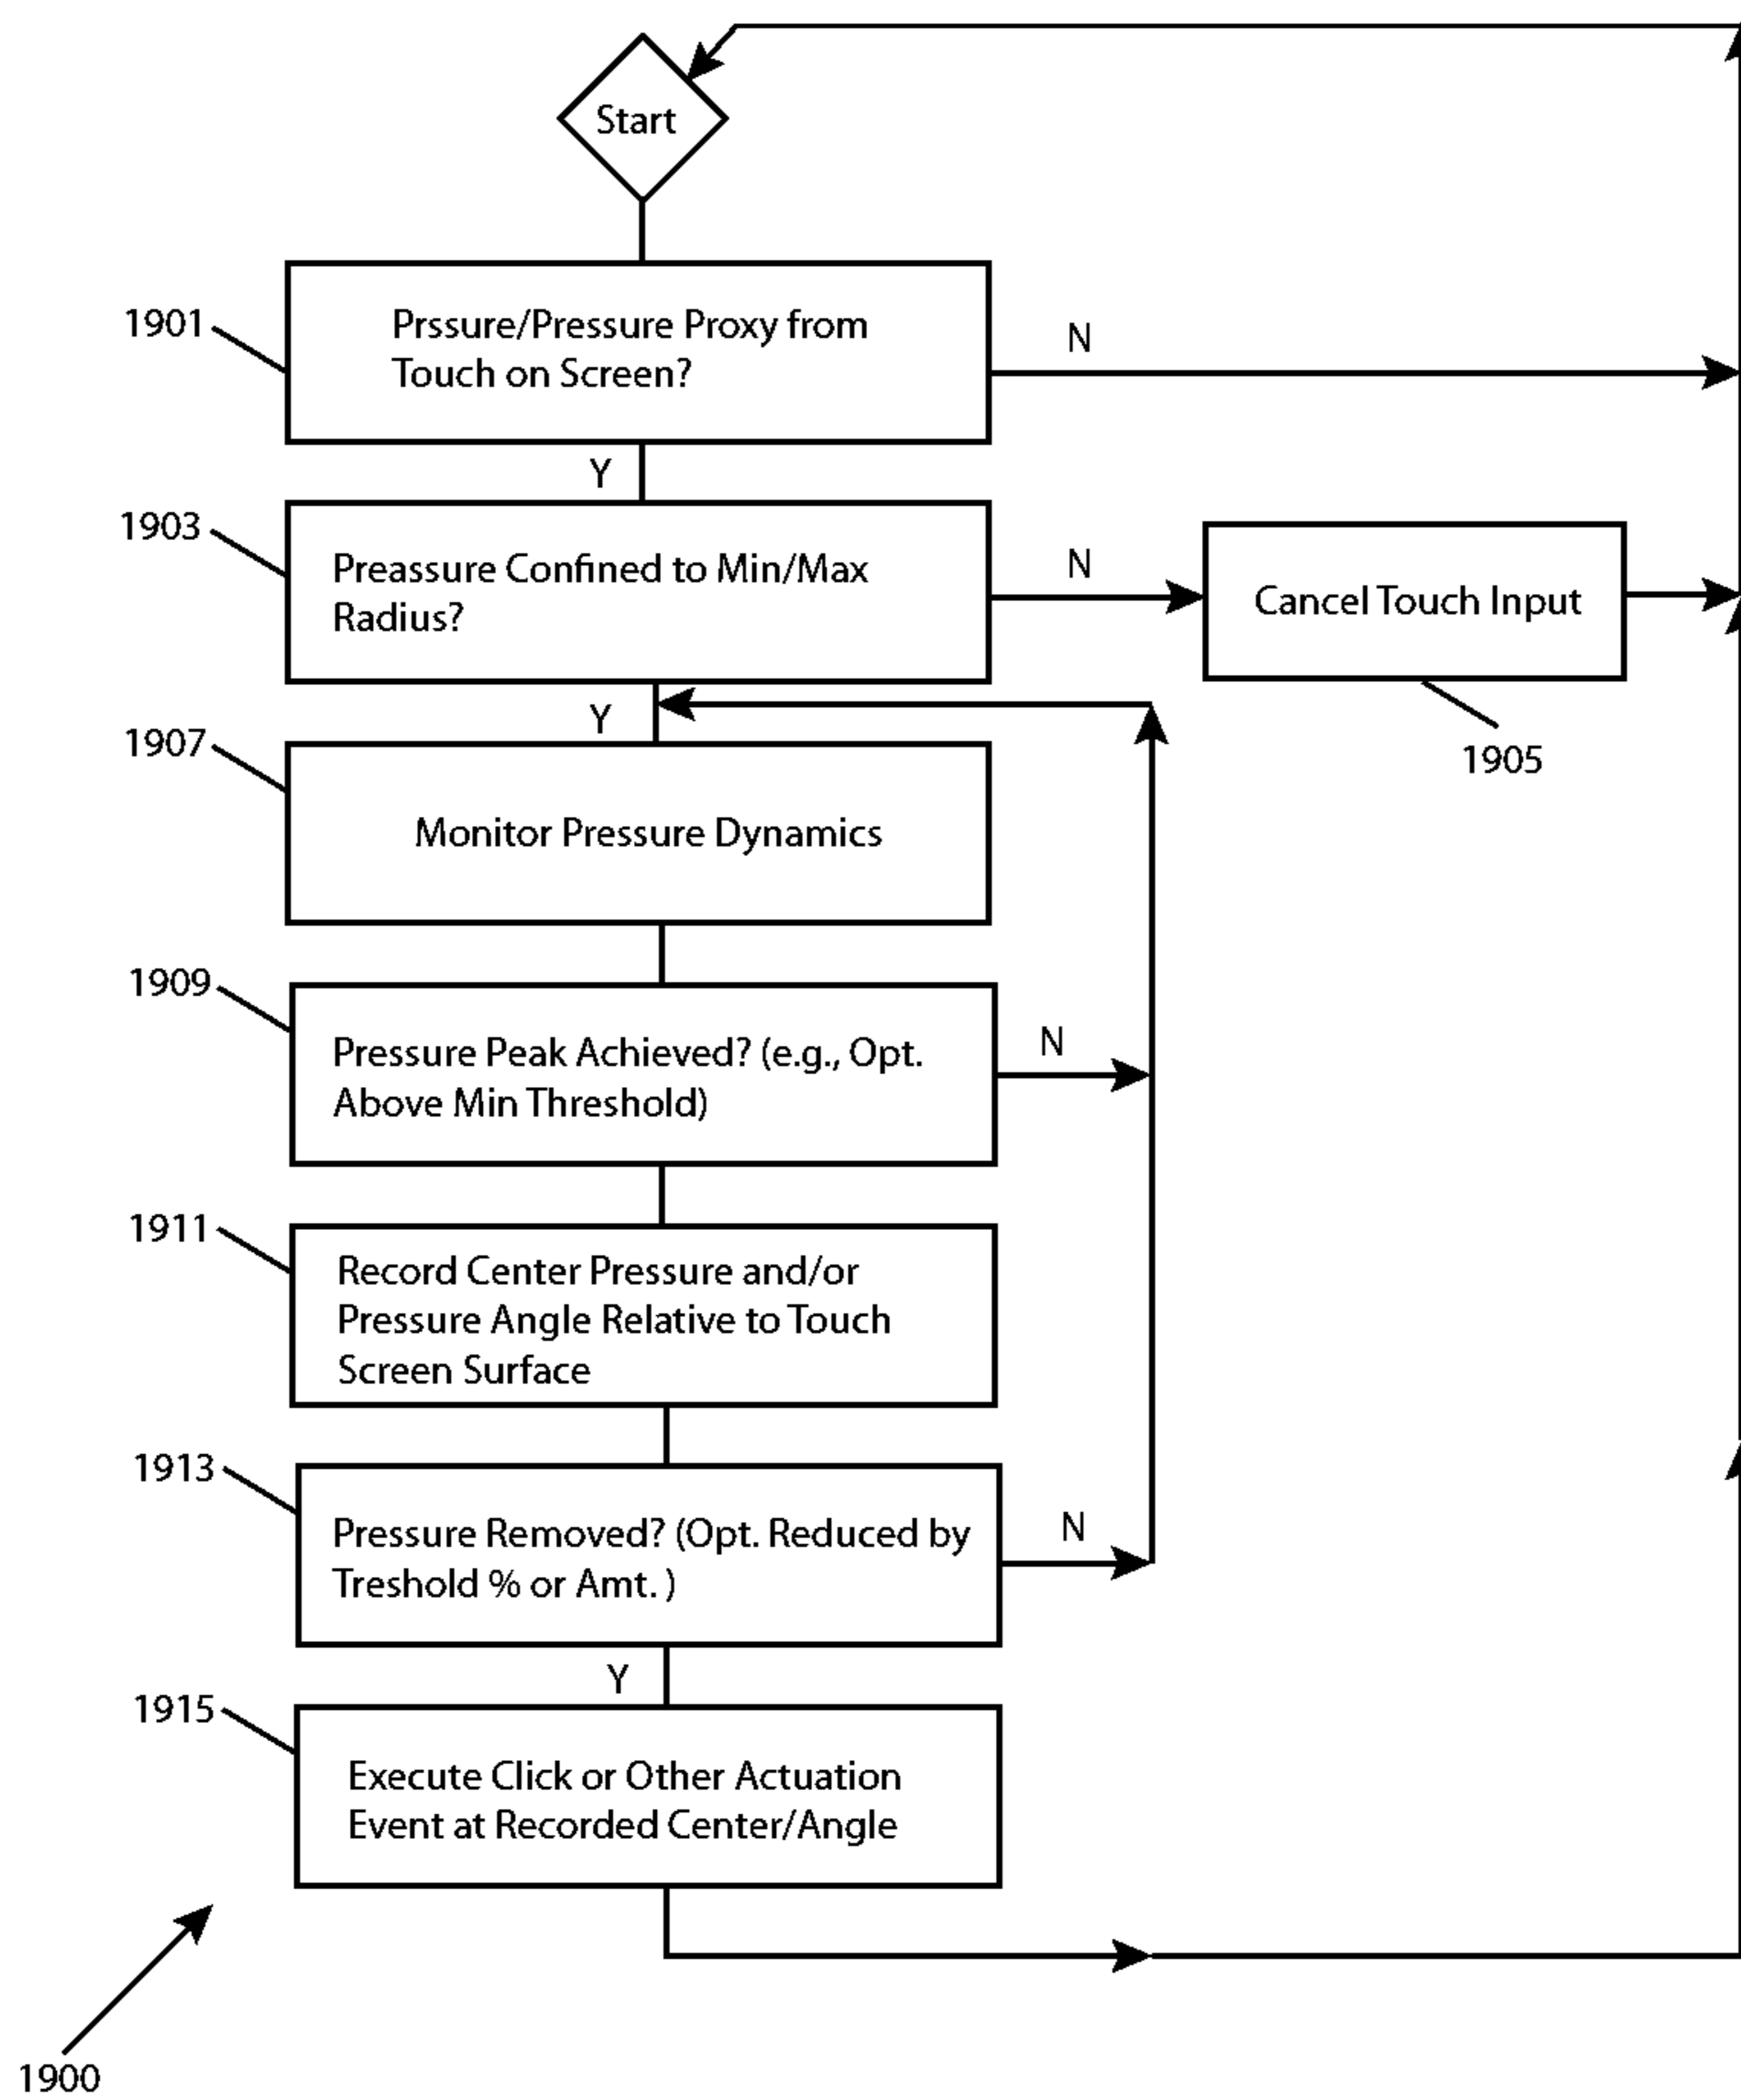 Start
1901
Prssure/Pressure Proxy from
Touch on Screen?
N
Y
1903
Preassure Confined to Min/Max
Radius?
N
Cancel Touch Input
1905
Y
1907
Monitor Pressure Dynamics
1909
Pressure Peak Achieved? (e.g., Opt.
Above Min Threshold)
N
1911
Record Center Pressure and/or
Pressure Angle Relative to Touch
Screen Surface
1913
Pressure Removed? (Opt. Reduced by
Treshold % or Amt. )
N
Y
1915
Execute Click or Other Actuation
Event at Recorded Center/Angle
1900